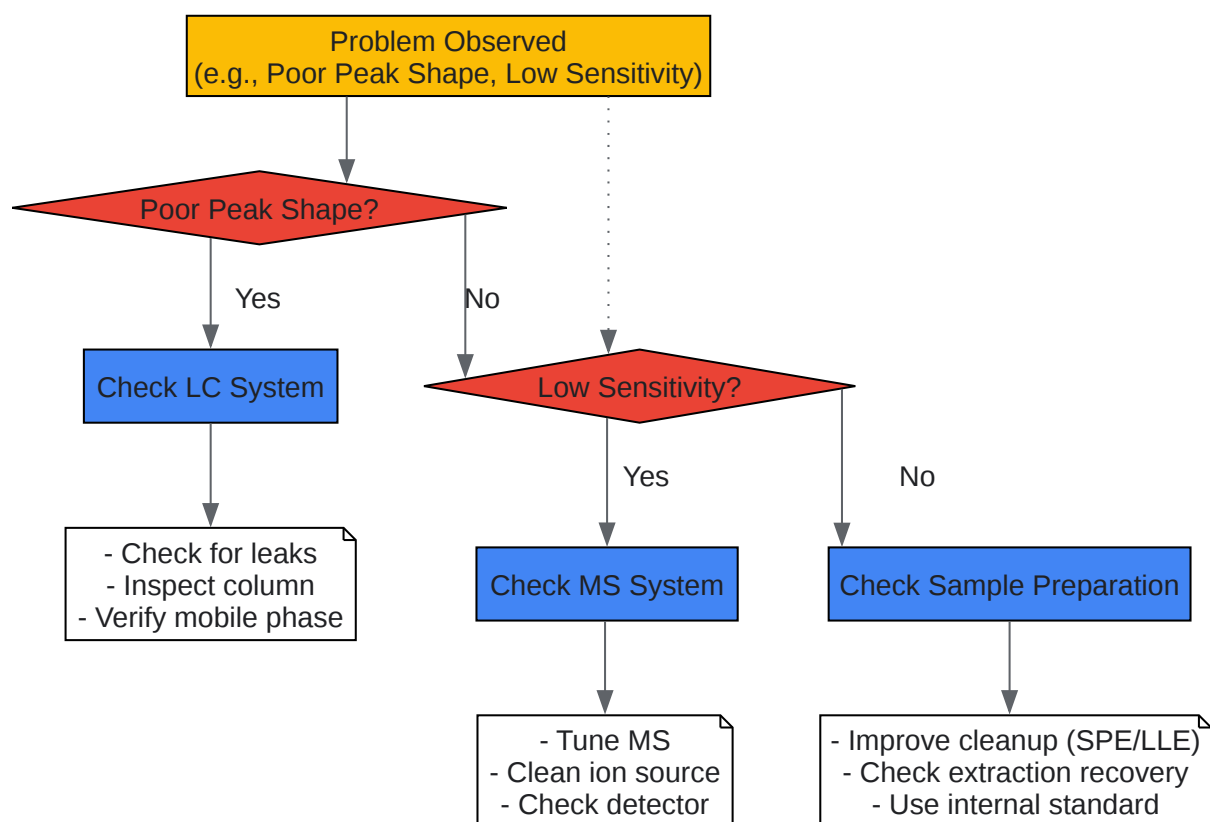 Problem Observed
(e.g., Poor Peak Shape, Low Sensitivity)
Poor Peak Shape?
Yes
No
Check LC System
Low Sensitivity?
Yes
No
- Check for leaks
- Inspect column
- Verify mobile phase
Check MS System
Check Sample Preparation
- Tune MS
- Clean ion source
- Check detector
- Improve cleanup (SPE/LLE)
- Check extraction recovery
- Use internal standard